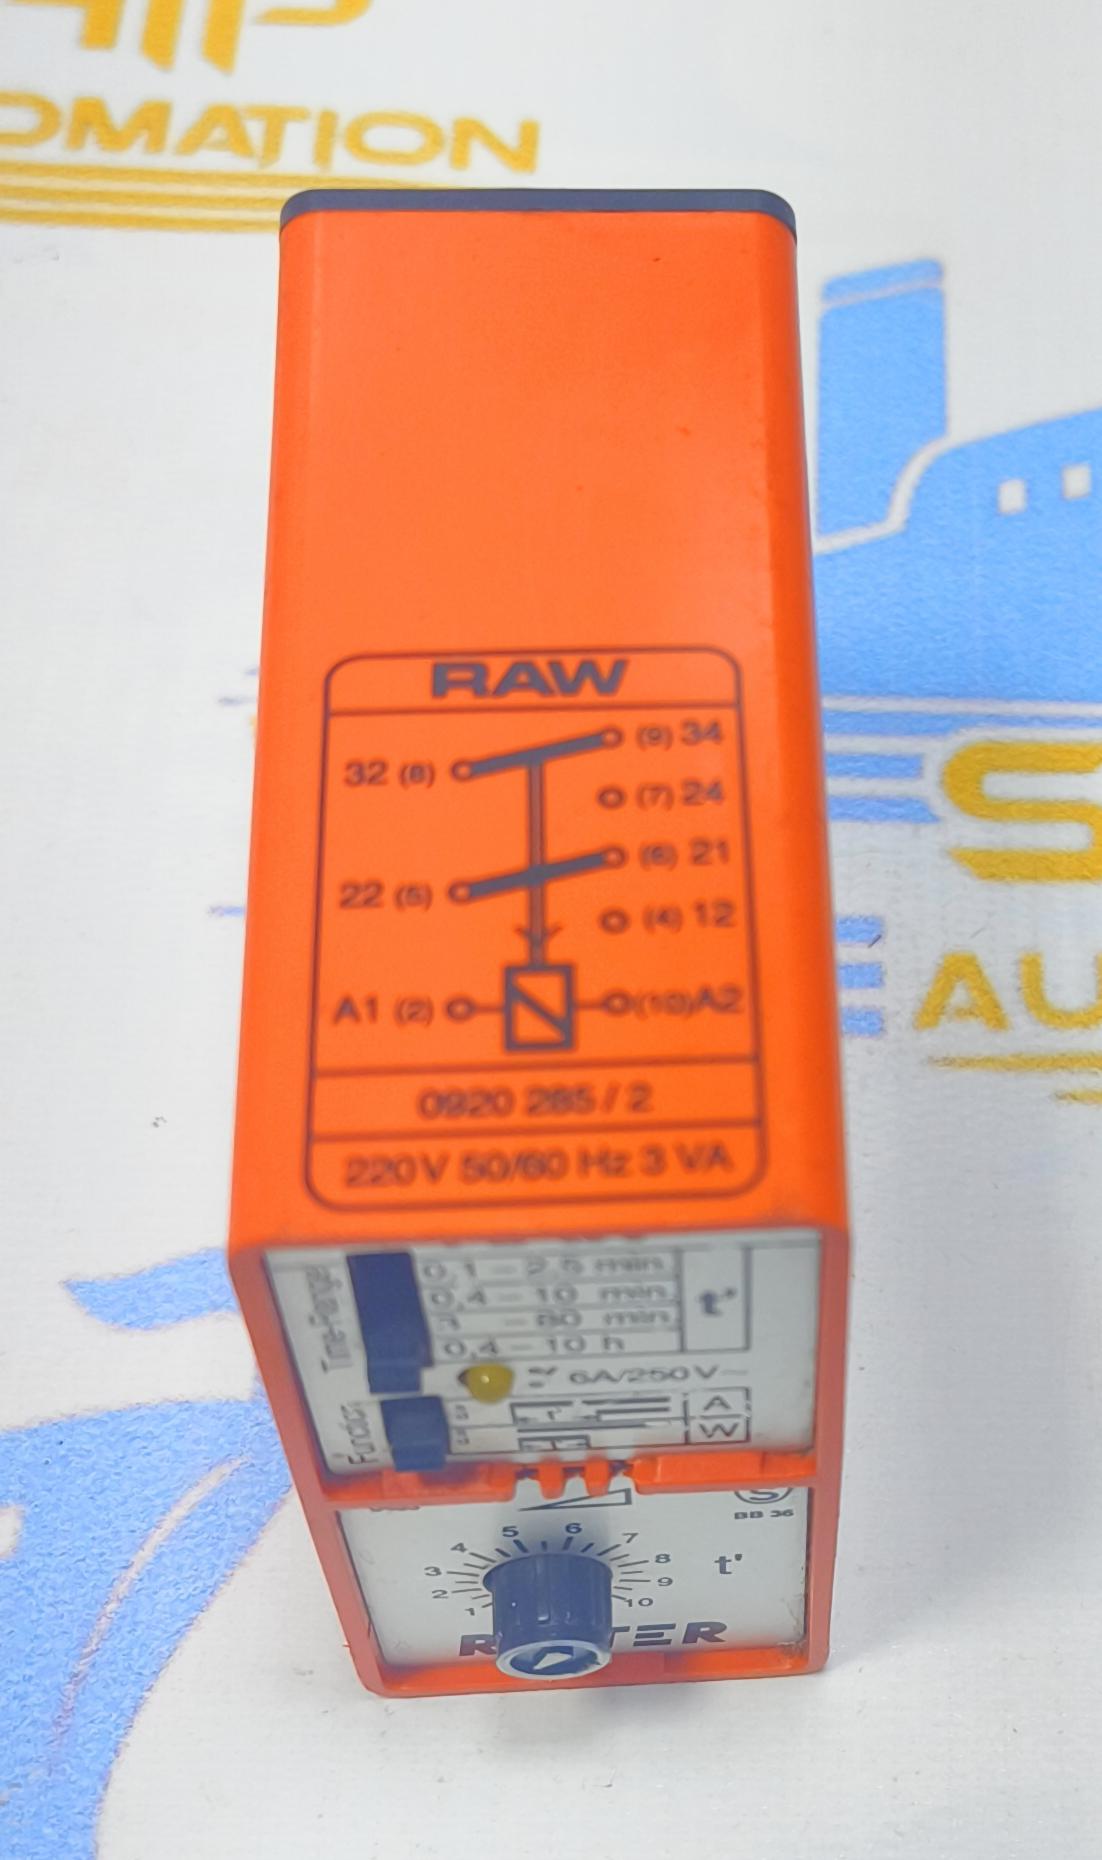 OMATION
RAW
32 (8) (9) 34
(7) 24
22 (5) (6) 21
(4) 12
A1 (2) (10) A2
0920 285 / 2
220V 50/60 Hz 3 VA
Time-Range
0,1 – 2,5 min.
0,4 – 10 min.
– 60 min.
0,4 – 10 h
t*
6A/250V~
Function
A
W
S
BB 36
1 2 3 4 5 6 7 8 9 10
t'
TER
S
AU